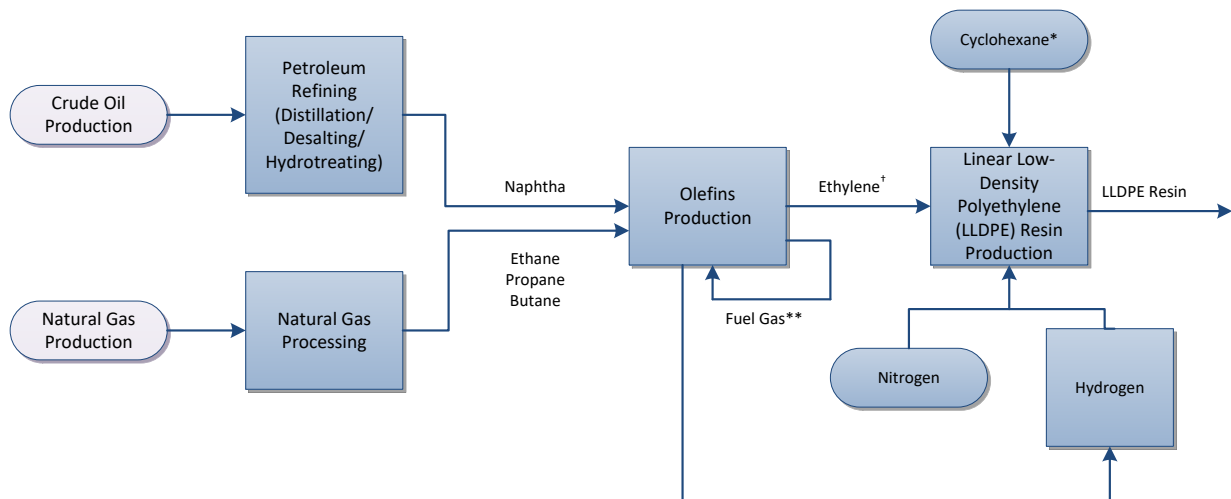 Cyclohexane*
Crude Oil
Production
Petroleum
Refining
(Distillation/
Desalting/
Hydrotreating)
Naphtha
Olefins
Production
Ethylene†
Linear Low-
Density
Polyethylene
(LLDPE) Resin
Production
LLDPE Resin
Ethane
Propane
Butane
Fuel Gas**
Natural Gas
Production
Natural Gas
Processing
Nitrogen
Hydrogen